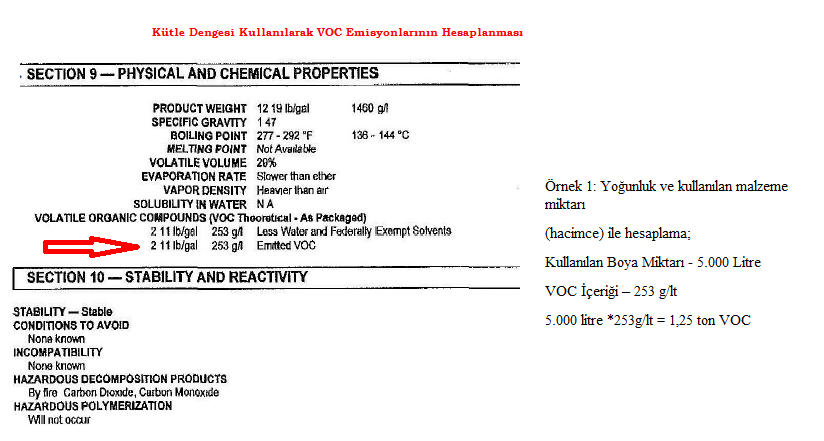 Kütle Dengesi Kullanılarak VOC Emisyonlarının Hesaplanması
SECTION 9 — PHYSICAL AND CHEMICAL PROPERTIES
PRODUCT WEIGHT 12 19 lb/gal 1460 g/l
SPECIFIC GRAVITY 1 47
BOILING POINT 277 - 292 °F 136 - 144 °C
MELTING POINT Not Available
VOLATILE VOLUME 29%
EVAPORATION RATE Slower than ether
VAPOR DENSITY Heavier than air
SOLUBILITY IN WATER N A
VOLATILE ORGANIC COMPOUNDS (VOC Theoretical - As Packaged)
2 11 lb/gal 253 g/l Less Water and Federally Exempt Solvents
2 11 lb/gal 253 g/l Emitted VOC
SECTION 10 — STABILITY AND REACTIVITY
STABILITY — Stable
CONDITIONS TO AVOID
None known
INCOMPATIBILITY
None known
HAZARDOUS DECOMPOSITION PRODUCTS
By fire Carbon Dioxide, Carbon Monoxide
HAZARDOUS POLYMERIZATION
Will not occur
Örnek 1: Yoğunluk ve kullanılan malzeme
miktarı
(hacimce) ile hesaplama;
Kullanılan Boya Miktarı - 5.000 Litre
VOC İçeriği – 253 g/lt
5.000 litre *253g/lt = 1,25 ton VOC